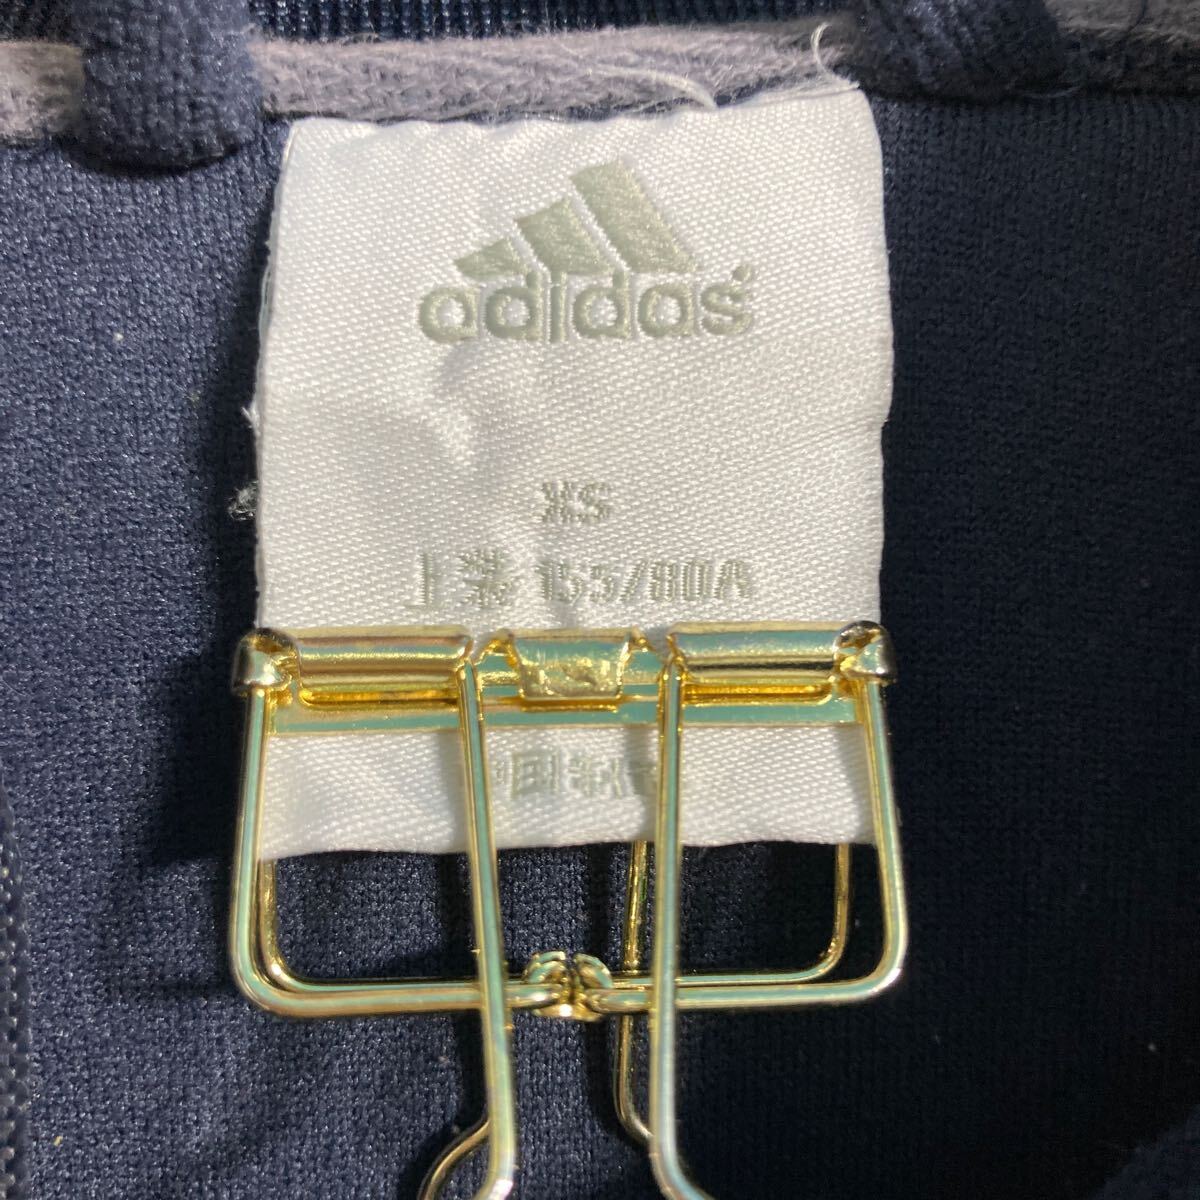 adidas
XS
上装 155/80A